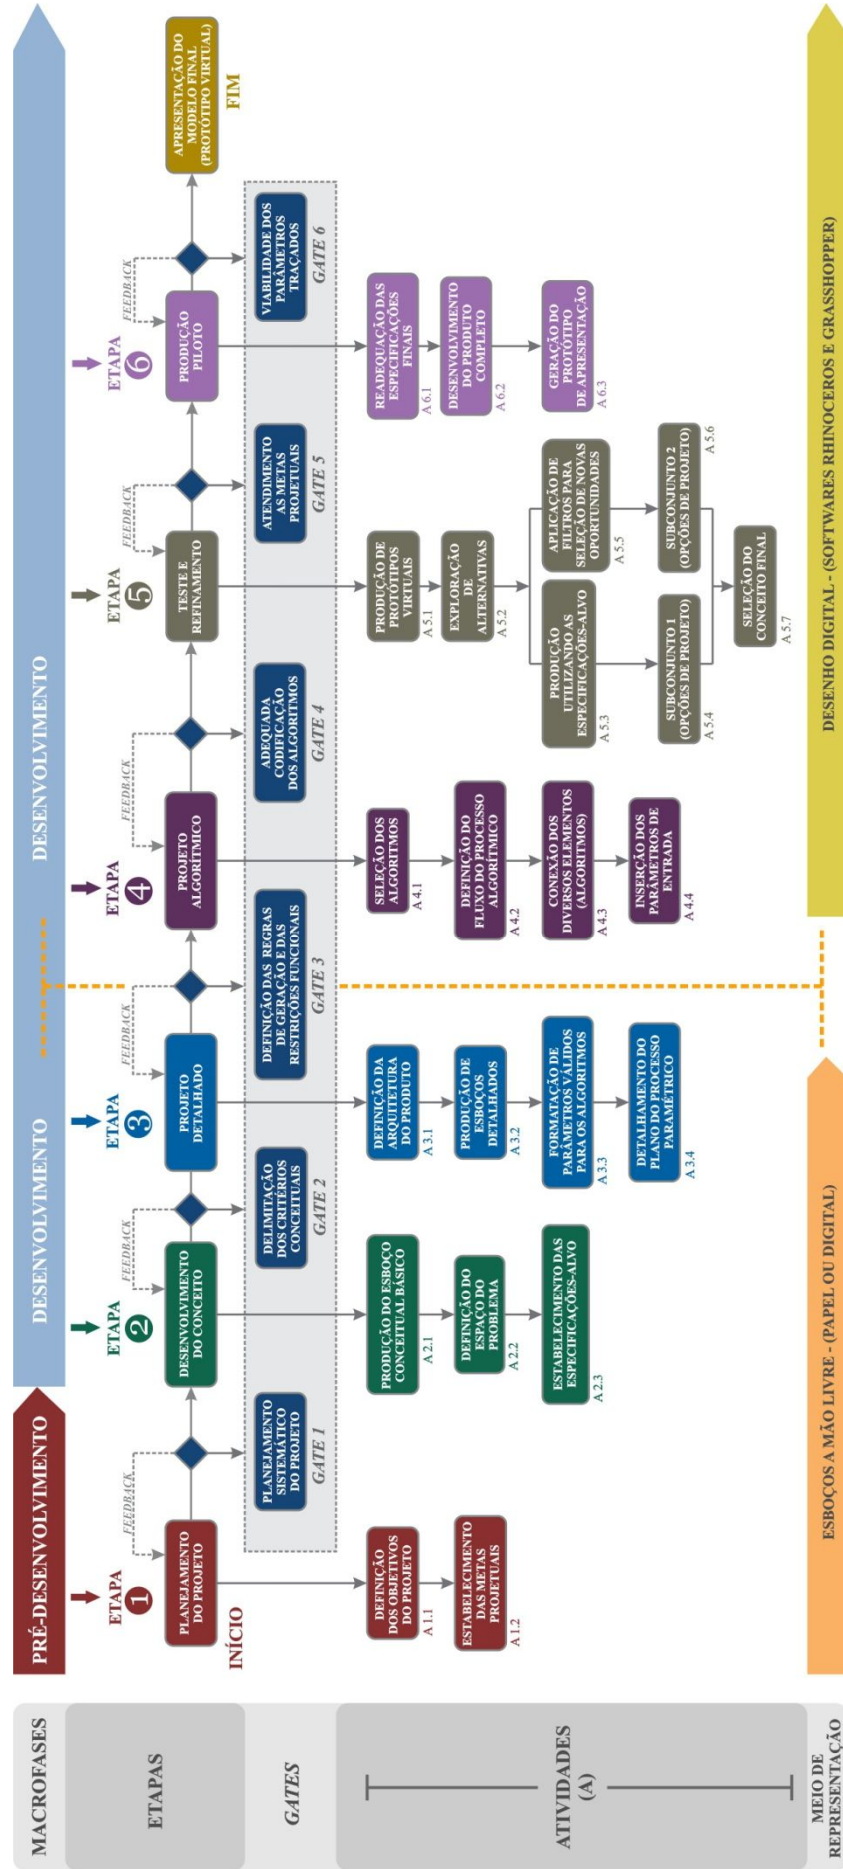 MACROFASES
PRÉ-DESENVOLVIMENTO
DESENVOLVIMENTO
DESENVOLVIMENTO
ETAPAS
ETAPA
1
ETAPA
2
ETAPA
3
ETAPA
4
ETAPA
5
ETAPA
6
FEEDBACK
FEEDBACK
FEEDBACK
FEEDBACK
FEEDBACK
FEEDBACK
PLANEJAMENTO
DO PROJETO
INÍCIO
DESENVOLVIMENTO
DO CONCEITO
PROJETO
DETALHADO
PROJETO
ALGORÍTMICO
TESTE E
REFINAMENTO
PRODUÇÃO
PILOTO
APRESENTAÇÃO DO
MODELO FINAL
(PROTÓTIPO VIRTUAL)
FIM
GATES
PLANEJAMENTO
SISTEMÁTICO
DO PROJETO
GATE 1
DELIMITAÇÃO
DOS CRITÉRIOS
CONCEITUAIS
GATE 2
DEFINIÇÃO DAS REGRAS
DE GERAÇÃO E DAS
RESTRIÇÕES FUNCIONAIS
GATE 3
ADEQUADA
CODIFICAÇÃO
DOS ALGORITMOS
GATE 4
ATENDIMENTO
AS METAS
PROJETUAIS
GATE 5
VIABILIDADE DOS
PARÂMETROS
TRAÇADOS
GATE 6
ATIVIDADES
(A)
DEFINIÇÃO
DOS OBJETIVOS
DO PROJETO
A 1.1
ESTABELECIMENTO
DAS METAS
PROJETUAIS
A 1.2
PRODUÇÃO DO ESBOÇO
CONCEITUAL BÁSICO
A 2.1
DEFINIÇÃO DO
ESPAÇO DO
PROBLEMA
A 2.2
ESTABELECIMENTO DAS
ESPECIFICAÇÕES-ALVO
A 2.3
DEFINIÇÃO DA
ARQUITETURA
DO PRODUTO
A 3.1
PRODUÇÃO DE
ESBOÇOS
DETALHADOS
A 3.2
FORMATAÇÃO DE
PARÂMETROS VÁLIDOS
PARA OS ALGORITMOS
A 3.3
DETALHAMENTO DO
PLANO DO PROCESSO
PARAMÉTRICO
A 3.4
SELEÇÃO DOS
ALGORITMOS
A 4.1
DEFINIÇÃO DO
FLUXO DO PROCESSO
ALGORÍTMICO
A 4.2
CONEXÃO DOS
DIVERSOS ELEMENTOS
(ALGORITMOS)
A 4.3
INSERÇÃO DOS
PARÂMETROS DE
ENTRADA
A 4.4
PRODUÇÃO DE
PROTÓTIPOS
VIRTUAIS
A 5.1
EXPLORAÇÃO
DE
ALTERNATIVAS
A 5.2
PRODUÇÃO
UTILIZANDO AS
ESPECIFICAÇÕES-ALVO
A 5.3
SUBCONJUNTO 1
(OPÇÕES DE PROJETO)
A 5.4
APLICAÇÃO DE
FILTROS PARA
SELEÇÃO DE NOVAS
OPORTUNIDADES
A 5.5
SUBCONJUNTO 2
(OPÇÕES DE PROJETO)
A 5.6
SELEÇÃO DO
CONCEITO FINAL
A 5.7
READEQUAÇÃO DAS
ESPECIFICAÇÕES
FINAIS
A 6.1
DESENVOLVIMENTO
DO PRODUTO
COMPLETO
A 6.2
GERAÇÃO DO
PROTÓTIPO
DE APRESENTAÇÃO
A 6.3
MEIO DE
REPRESENTAÇÃO
ESBOÇOS A MÃO LIVRE - (PAPEL OU DIGITAL)
DESENHO DIGITAL - (SOFTWARES RHINOCEROS E GRASSHOPPER)